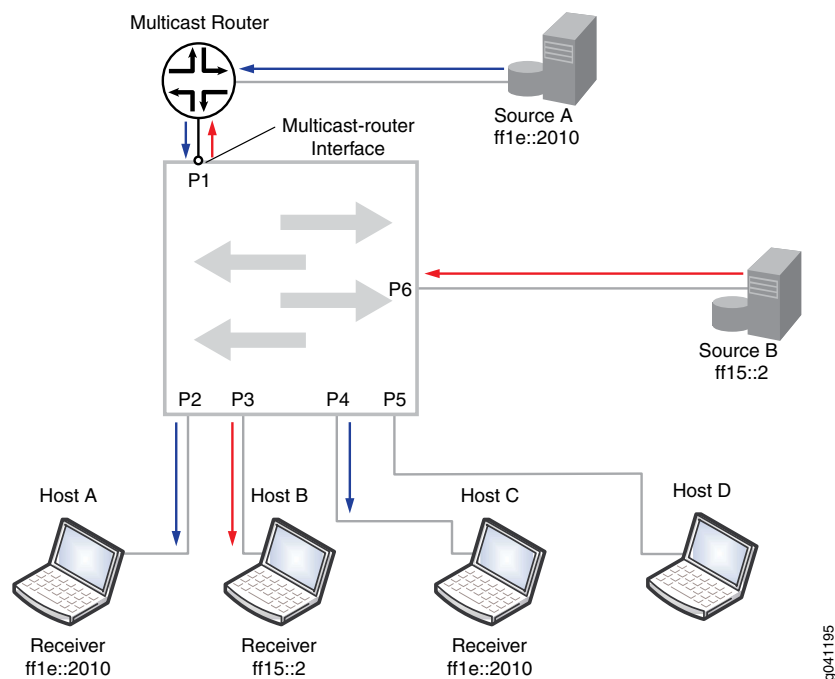 Multicast Router
Source A
ff1e::2010
Multicast-router
Interface
P1
P6
Source B
ff15::2
P2
P3
P4
P5
Host A
Host B
Host C
Host D
Receiver
ff1e::2010
Receiver
ff15::2
Receiver
ff1e::2010
g041195